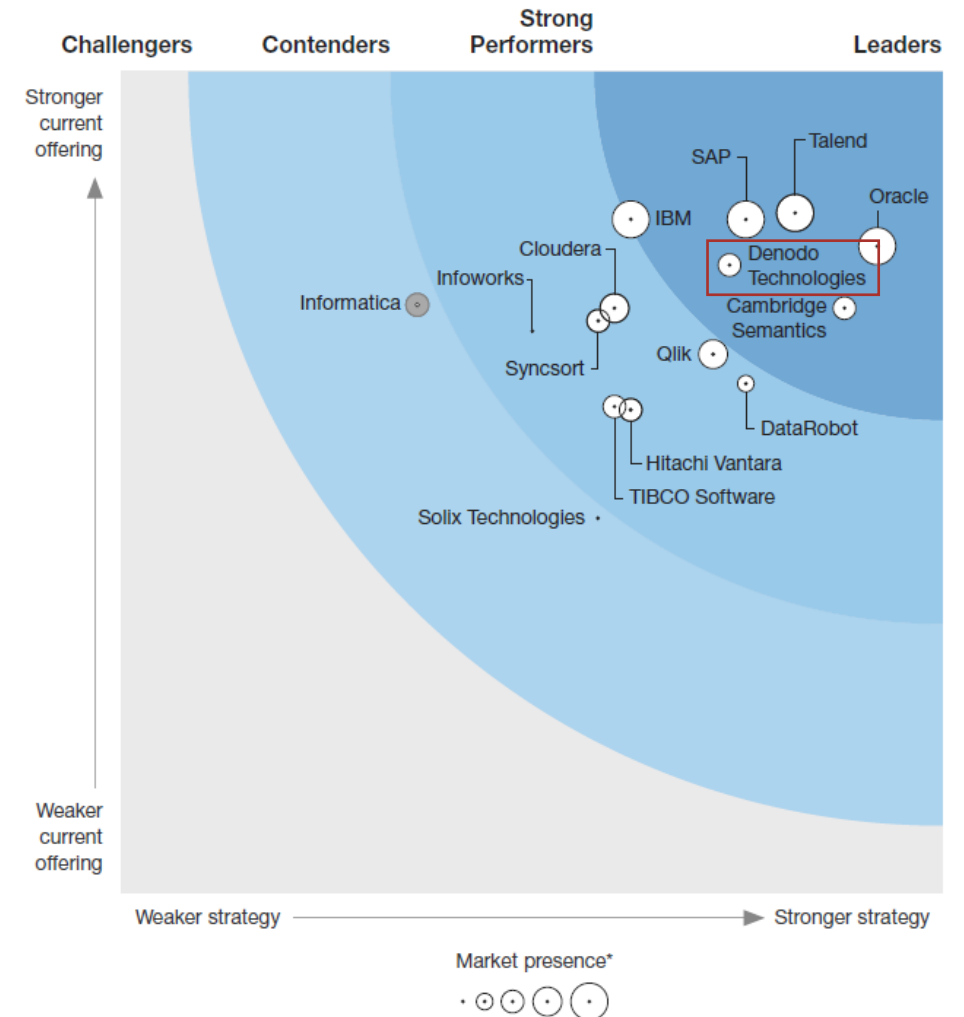 Challengers
Contenders
Strong
Performers
Leaders
Stronger
current
offering
Talend
SAP
Oracle
IBM
Cloudera
Denodo
Technologies
Infoworks
Informatica
Cambridge
Semantics
Qlik
Syncsort
DataRobot
Hitachi Vantara
TIBCO Software
Solix Technologies
Weaker
current
offering
Weaker strategy
Stronger strategy
Market presence*